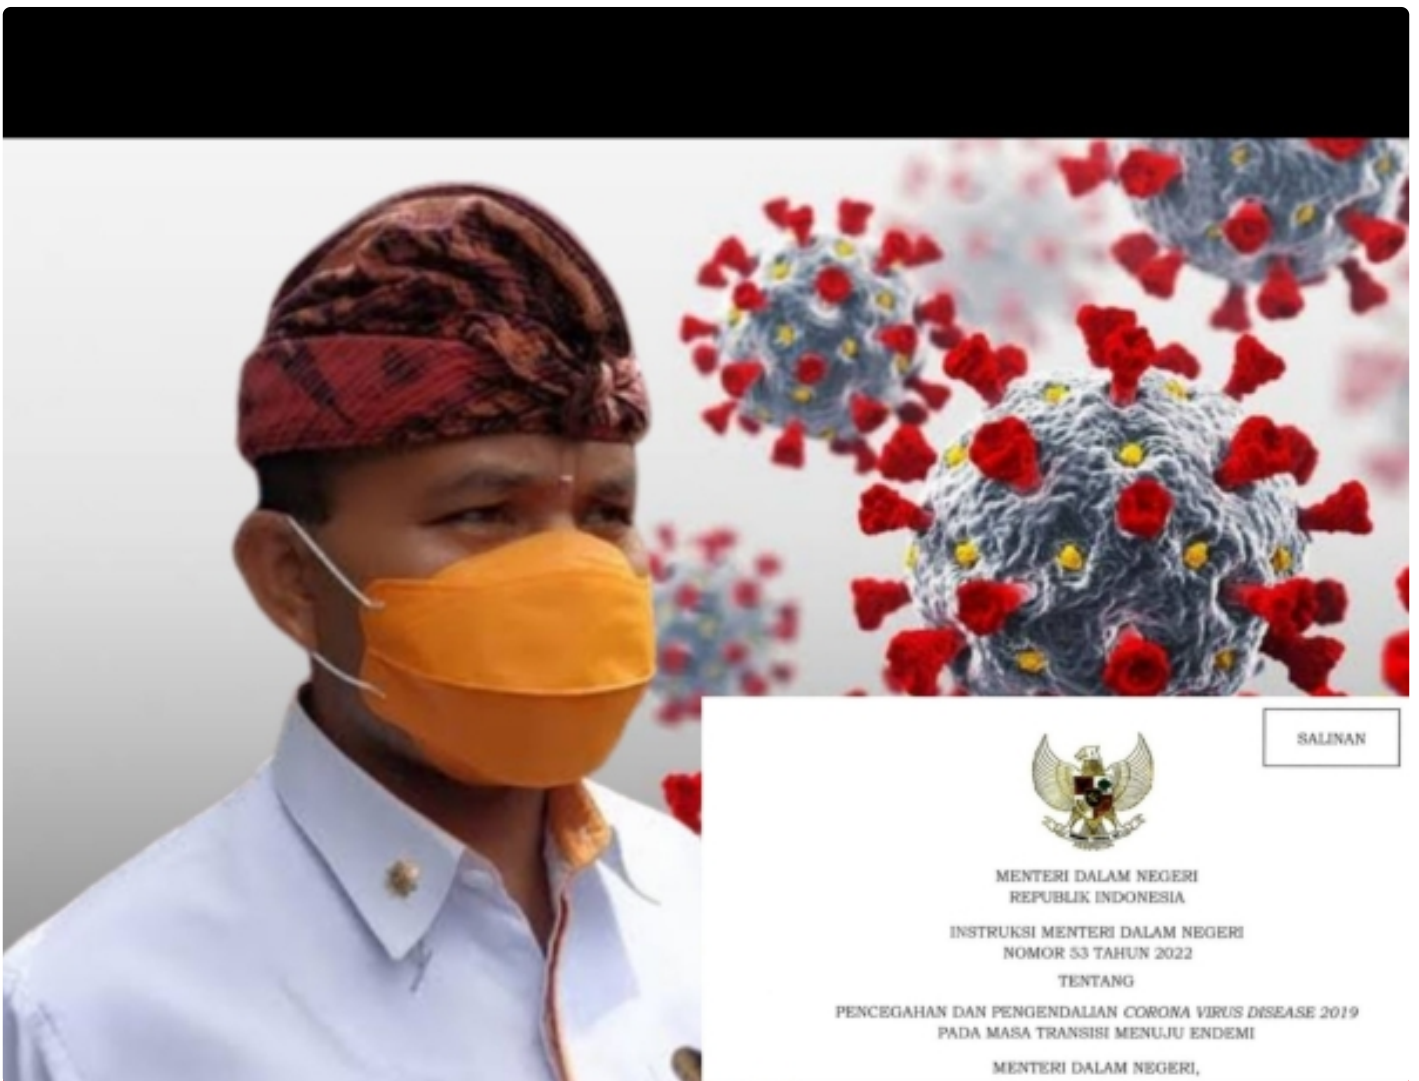 SALINAN
MENTERI DALAM NEGERI
REPUBLIK INDONESIA
INSTRUKSI MENTERI DALAM NEGERI
NOMOR 53 TAHUN 2022
TENTANG
PENCEGAHAN DAN PENGENDALIAN CORONA VIRUS DISEASE 2019
PADA MASA TRANSISI MENUJU ENDEMI
MENTERI DALAM NEGERI,